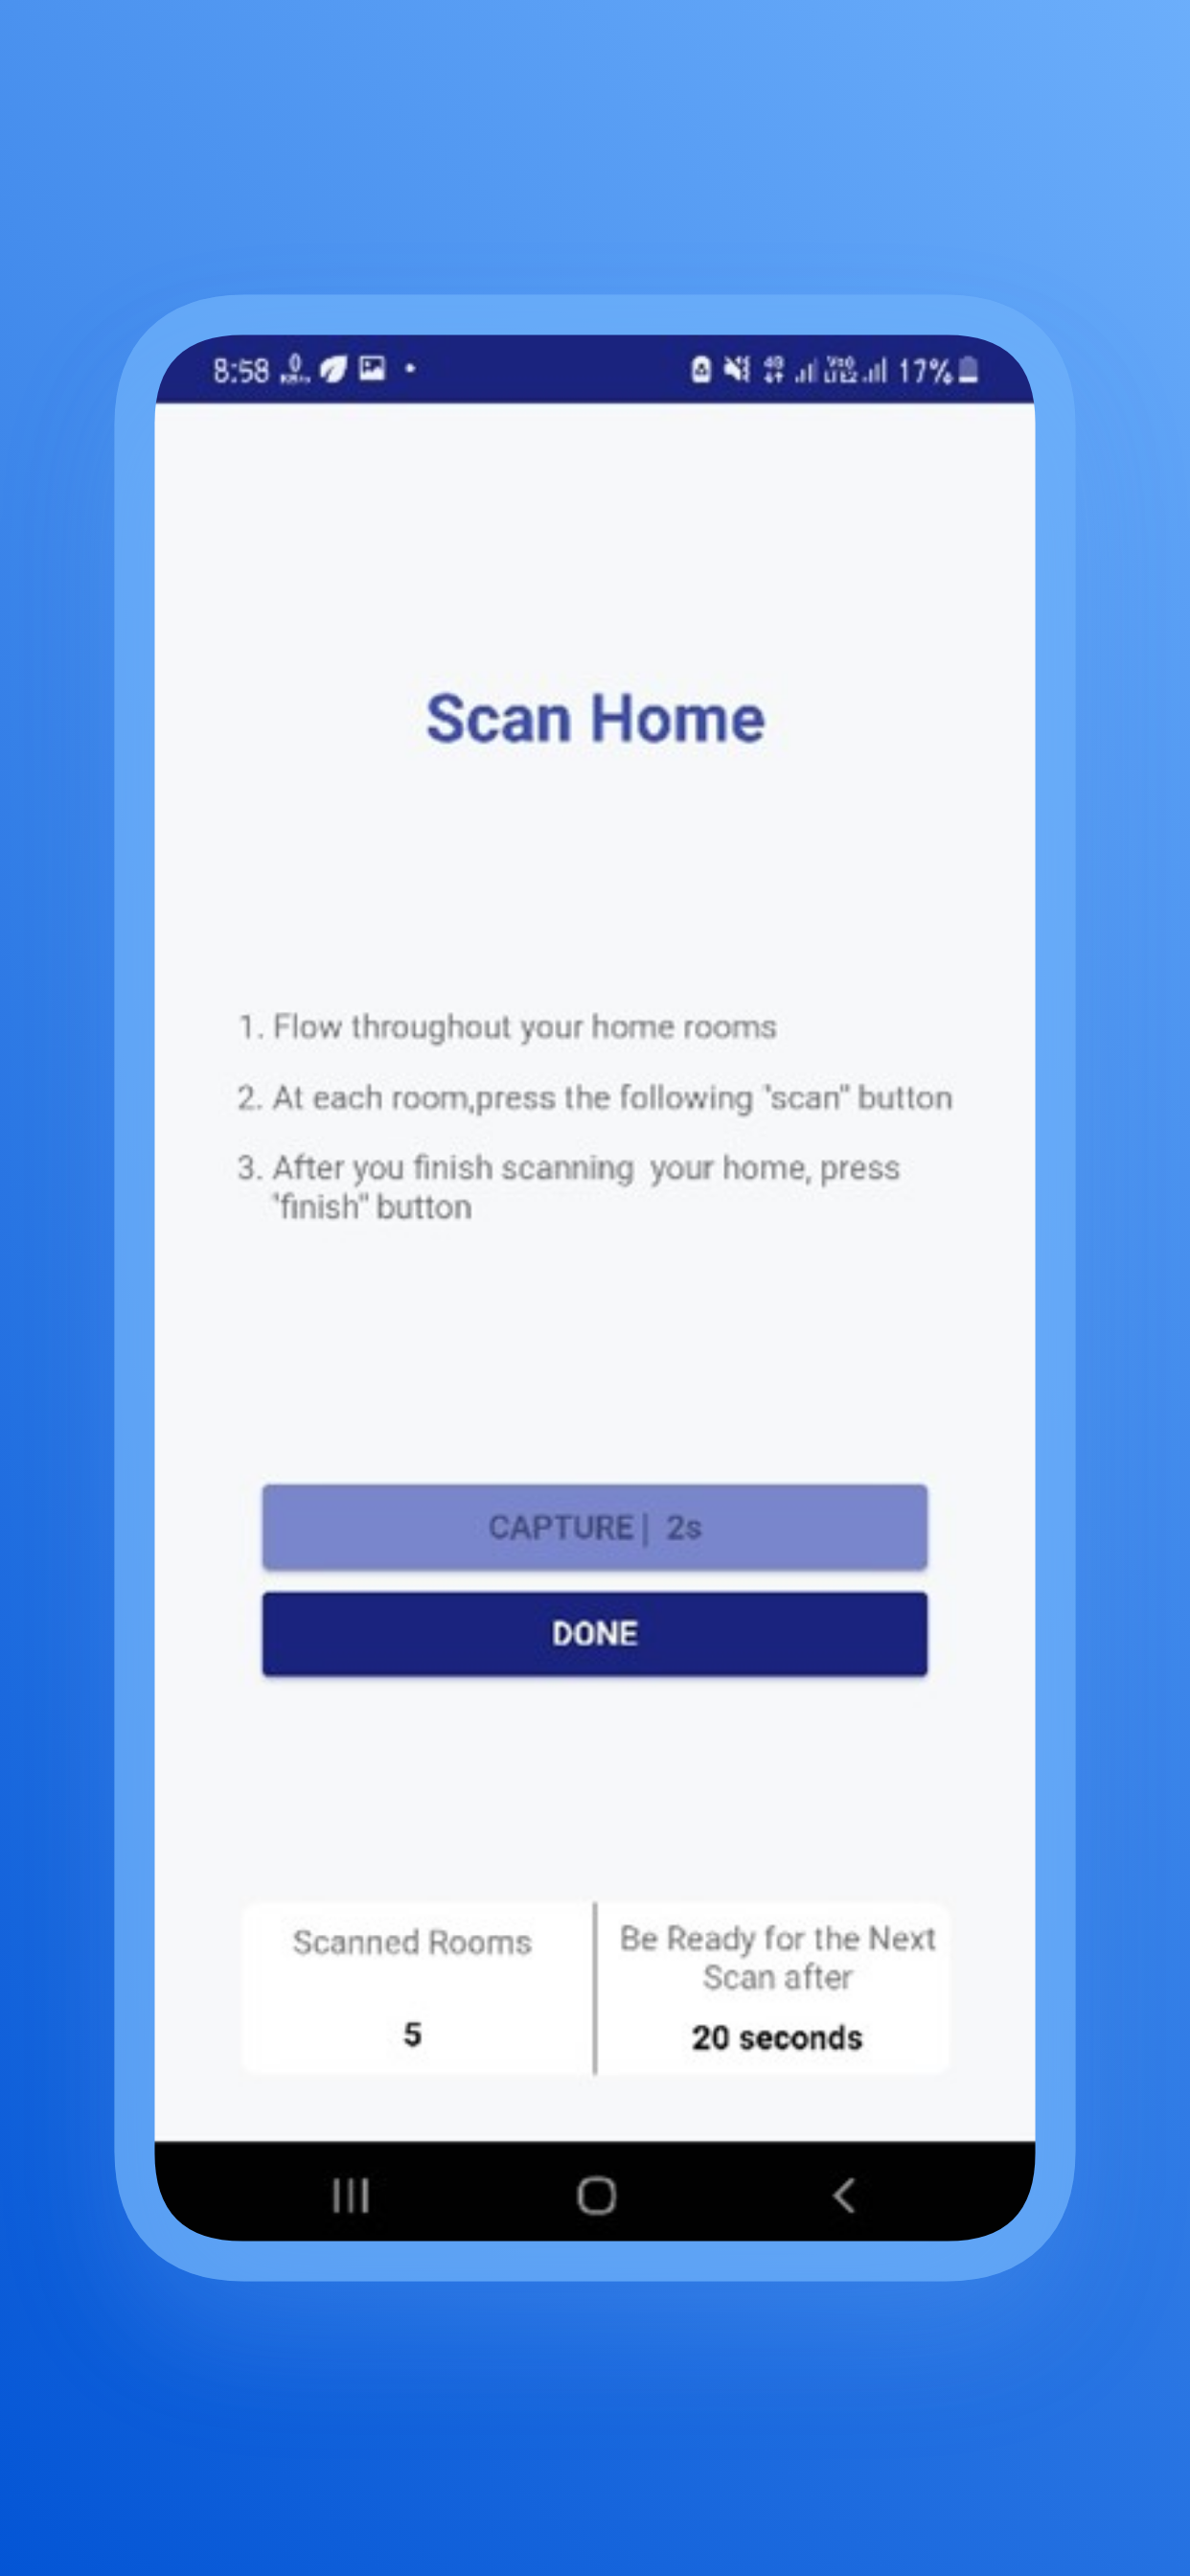 8:58
17%
Scan Home
1. Flow throughout your home rooms
2. At each room,press the following "scan" button
3. After you finish scanning  your home, press
"finish" button
CAPTURE |  2s
DONE
Scanned Rooms
5
Be Ready for the Next
Scan after
20 seconds